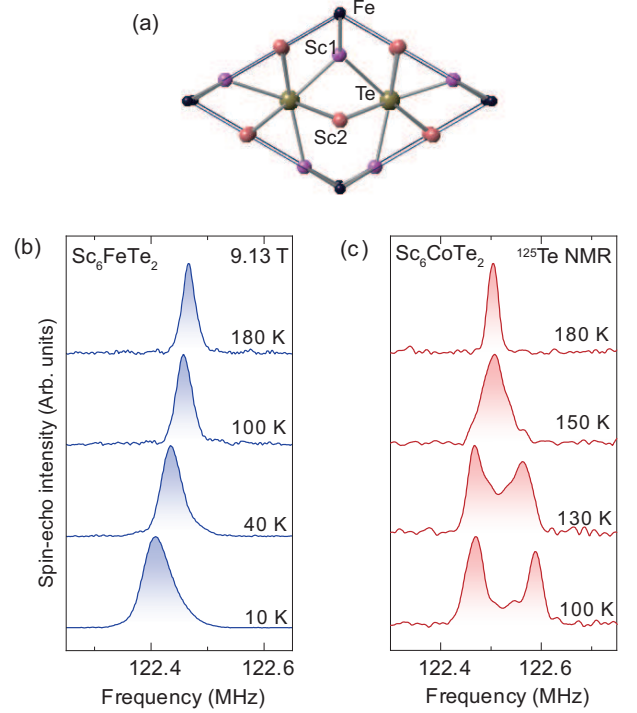 (a)
Fe
Sc1
Te
Sc2
(b)
Sc₆FeTe₂
9.13 T
180 K
100 K
40 K
10 K
122.4
122.6
Frequency (MHz)
Spin-echo intensity (Arb. units)
(c)
Sc₆CoTe₂
¹²⁵Te NMR
180 K
150 K
130 K
100 K
122.4
122.6
Frequency (MHz)